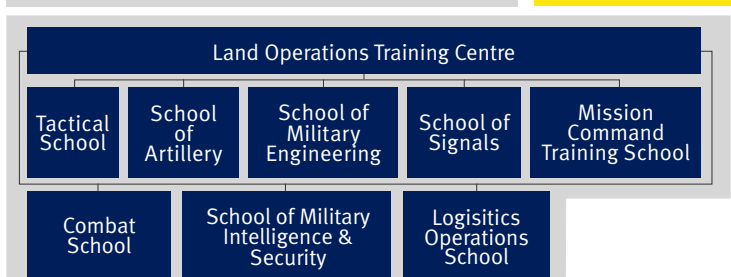 Land Operations Training Centre
Tactical
School
School
of
Artillery
School of
Military
Engineering
School of
Signals
Mission
Command
Training School
Combat
School
School of Military
Intelligence &
Security
Logisitics
Operations
School